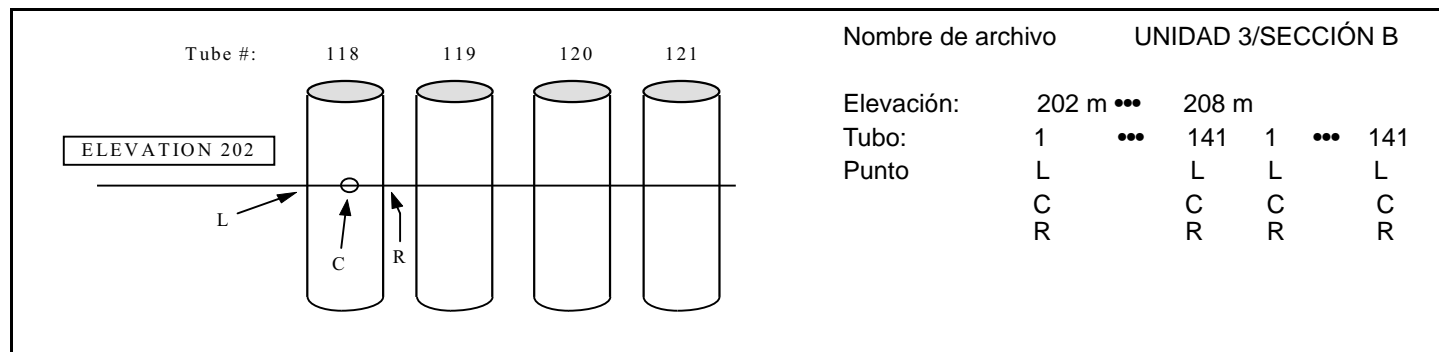 Tube #: 118 119 120 121
ELEVATION 202
L
C
R
Nombre de archivo UNIDAD 3/SECCIÓN B
Elevación: 202 m ••• 208 m
Tubo: 1 ••• 141 1 ••• 141
Punto L L L L
C C C C
R R R R